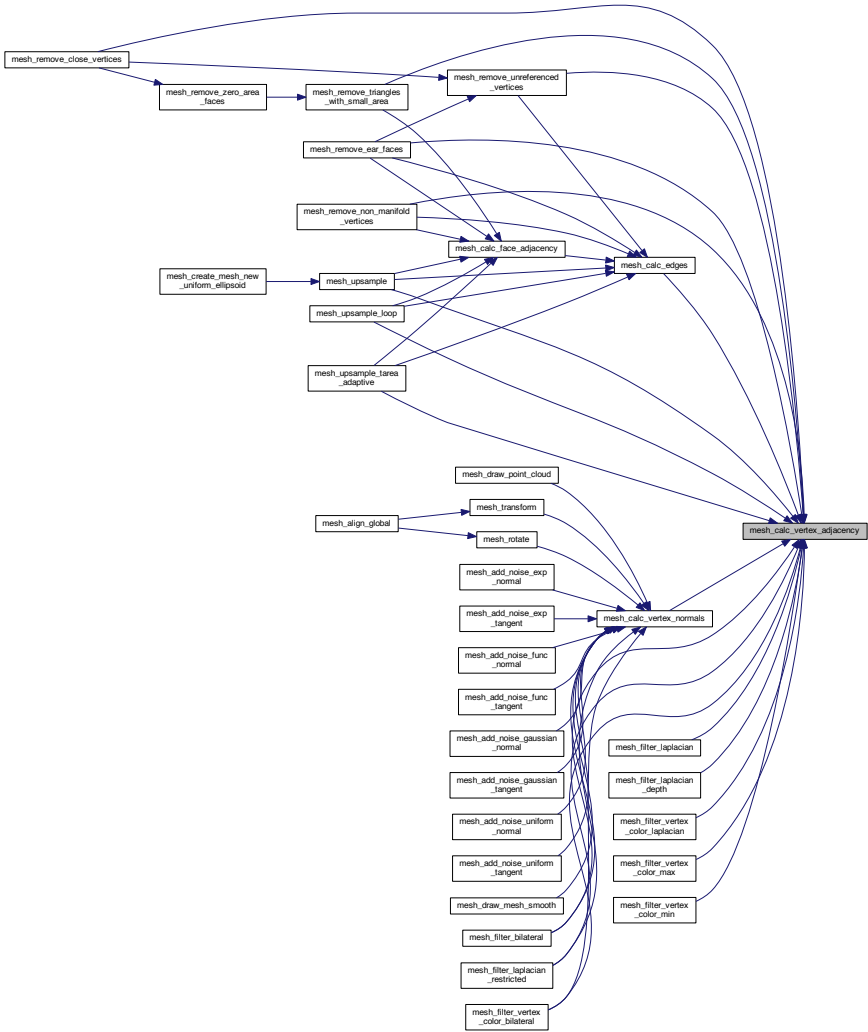 mesh_remove_close_vertices
mesh_remove_zero_area
_faces
mesh_remove_triangles
_with_small_area
mesh_remove_unreferenced
_vertices
mesh_remove_ear_faces
mesh_remove_non_manifold
_vertices
mesh_calc_face_adjacency
mesh_calc_edges
mesh_create_mesh_new
_uniform_ellipsoid
mesh_upsample
mesh_upsample_loop
mesh_upsample_tarea
_adaptive
mesh_draw_point_cloud
mesh_transform
mesh_align_global
mesh_rotate
mesh_calc_vertex_adjacency
mesh_add_noise_exp
_normal
mesh_add_noise_exp
_tangent
mesh_calc_vertex_normals
mesh_add_noise_func
_normal
mesh_add_noise_func
_tangent
mesh_add_noise_gaussian
_normal
mesh_filter_laplacian
mesh_add_noise_gaussian
_tangent
mesh_filter_laplacian
_depth
mesh_add_noise_uniform
_normal
mesh_filter_vertex
_color_laplacian
mesh_add_noise_uniform
_tangent
mesh_filter_vertex
_color_max
mesh_draw_mesh_smooth
mesh_filter_vertex
_color_min
mesh_filter_bilateral
mesh_filter_laplacian
_restricted
mesh_filter_vertex
_color_bilateral